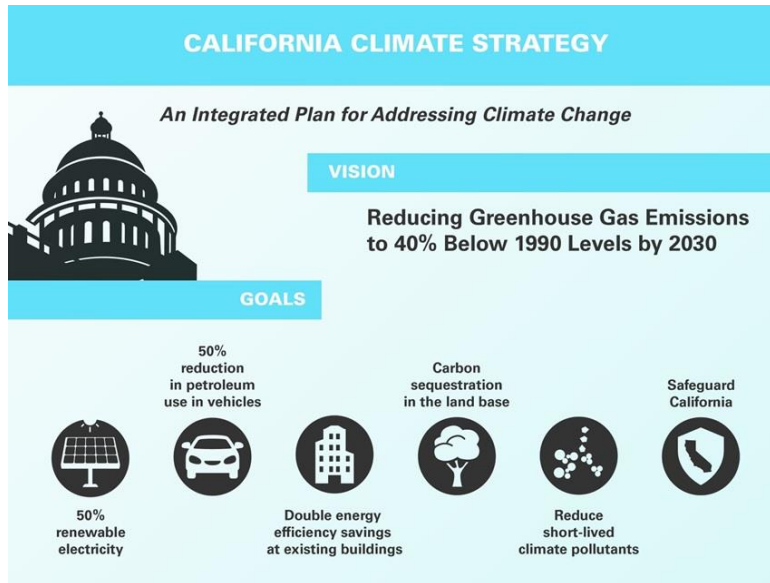 CALIFORNIA CLIMATE STRATEGY
An Integrated Plan for Addressing Climate Change
VISION
Reducing Greenhouse Gas Emissions
to 40% Below 1990 Levels by 2030
GOALS
50%
renewable
electricity
50%
reduction
in petroleum
use in vehicles
Double energy
efficiency savings
at existing buildings
Carbon
sequestration
in the land base
Reduce
short-lived
climate pollutants
Safeguard
California